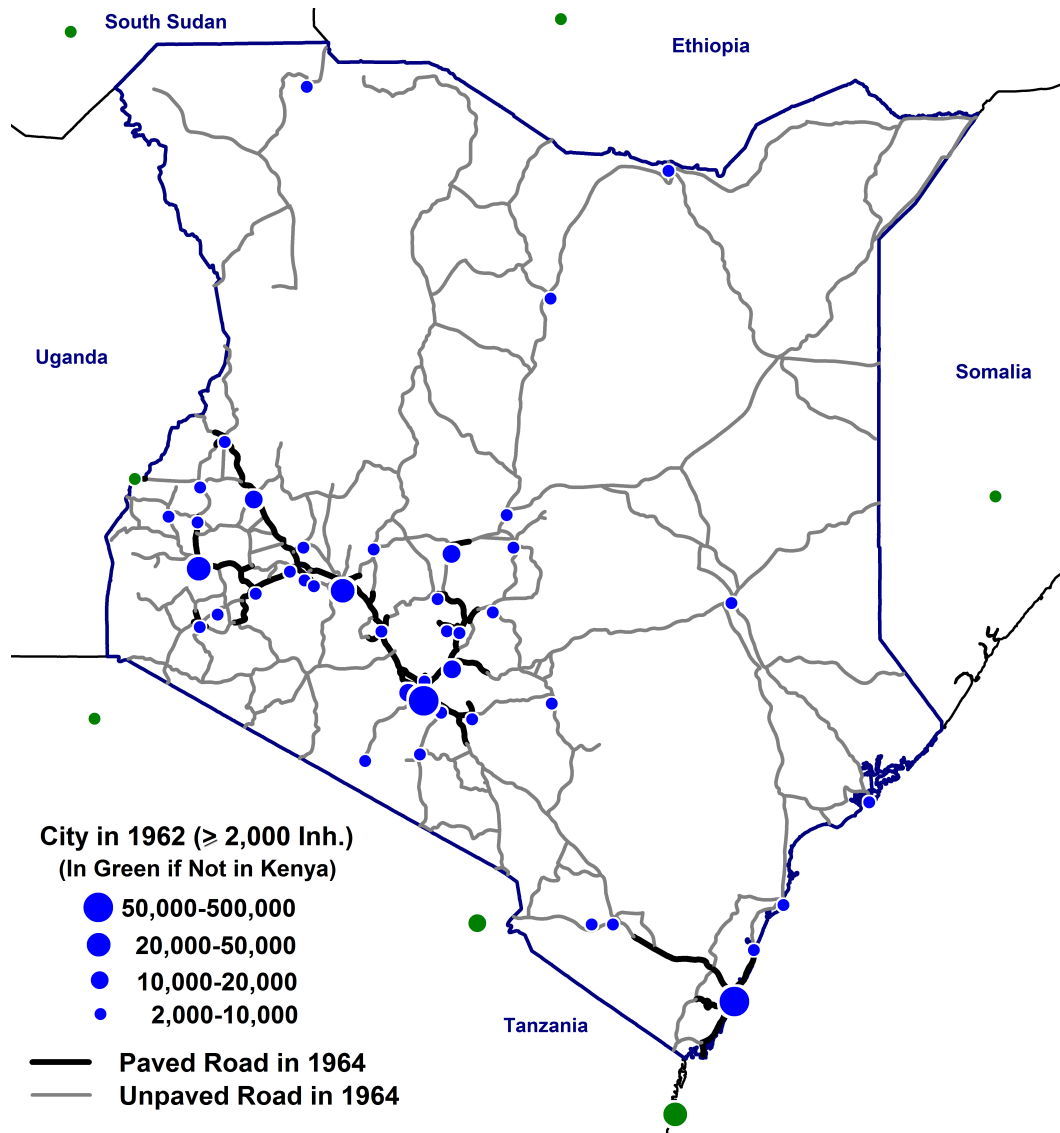 South Sudan
Ethiopia
Uganda
Somalia
City in 1962 (⩾ 2,000 Inh.)
(In Green if Not in Kenya)
50,000-500,000
20,000-50,000
10,000-20,000
2,000-10,000
Tanzania
Paved Road in 1964
Unpaved Road in 1964